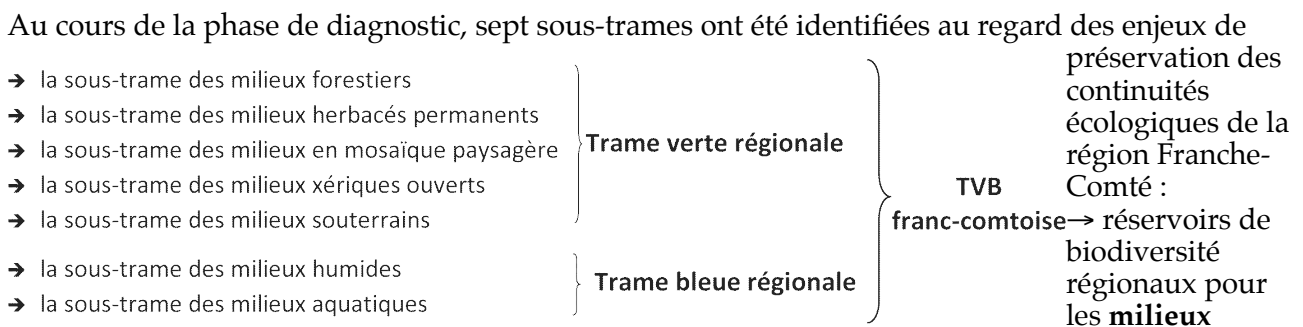 Au cours de la phase de diagnostic, sept sous-trames ont été identifiées au regard des enjeux de
préservation des
continuités
écologiques de la
région Franche-
Comté :
→ réservoirs de
biodiversité
régionaux pour
les milieux
➔ la sous-trame des milieux forestiers
➔ la sous-trame des milieux herbacés permanents
➔ la sous-trame des milieux en mosaïque paysagère
➔ la sous-trame des milieux xériques ouverts
➔ la sous-trame des milieux souterrains
Trame verte régionale
➔ la sous-trame des milieux humides
➔ la sous-trame des milieux aquatiques
Trame bleue régionale
TVB
franc-comtoise